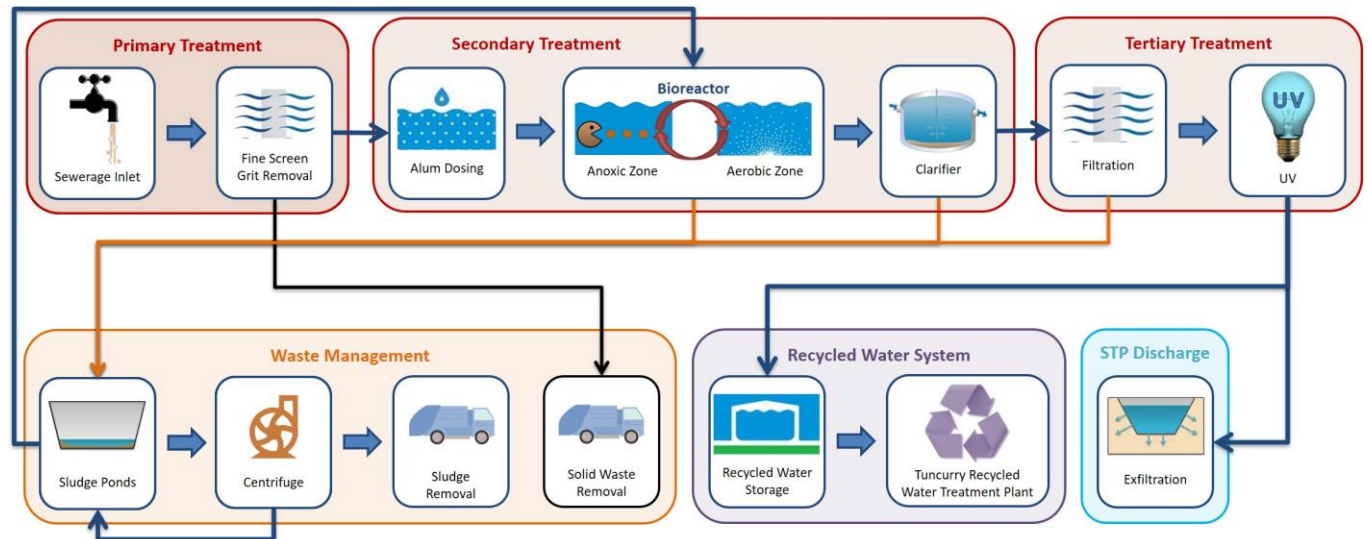 Primary Treatment
Secondary Treatment
Tertiary Treatment
Sewerage Inlet
Fine Screen
Grit Removal
Alum Dosing
Bioreactor
Anoxic Zone
Aerobic Zone
Clarifier
Filtration
UV
UV
Waste Management
Recycled Water System
STP Discharge
Sludge Ponds
Centrifuge
Sludge
Removal
Solid Waste
Removal
Recycled Water
Storage
Tuncurry Recycled
Water Treatment Plant
Exfiltration